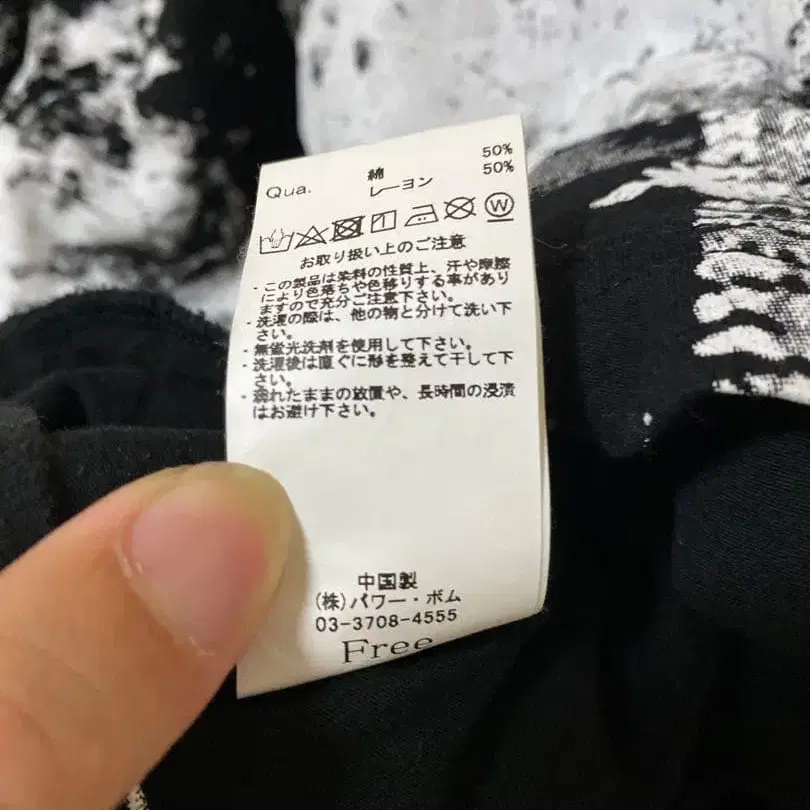 Qua. 綿 50%
レーヨン 50%
W
お取り扱い上のご注意
・この製品は染料の性質上、汗や摩擦
により色落ちや色移りする事があり
ますので充分ご注意下さい。
・洗濯の際は、他の物と分けて洗い下
さい。
・無蛍光洗剤を使用して下さい。
・洗濯後は直ぐに形を整えて干して下
さい。
・濡れたままの放置や、長時間の浸漬
はお避け下さい。
中国製
(株)パワー・ボム
03-3708-4555
Free